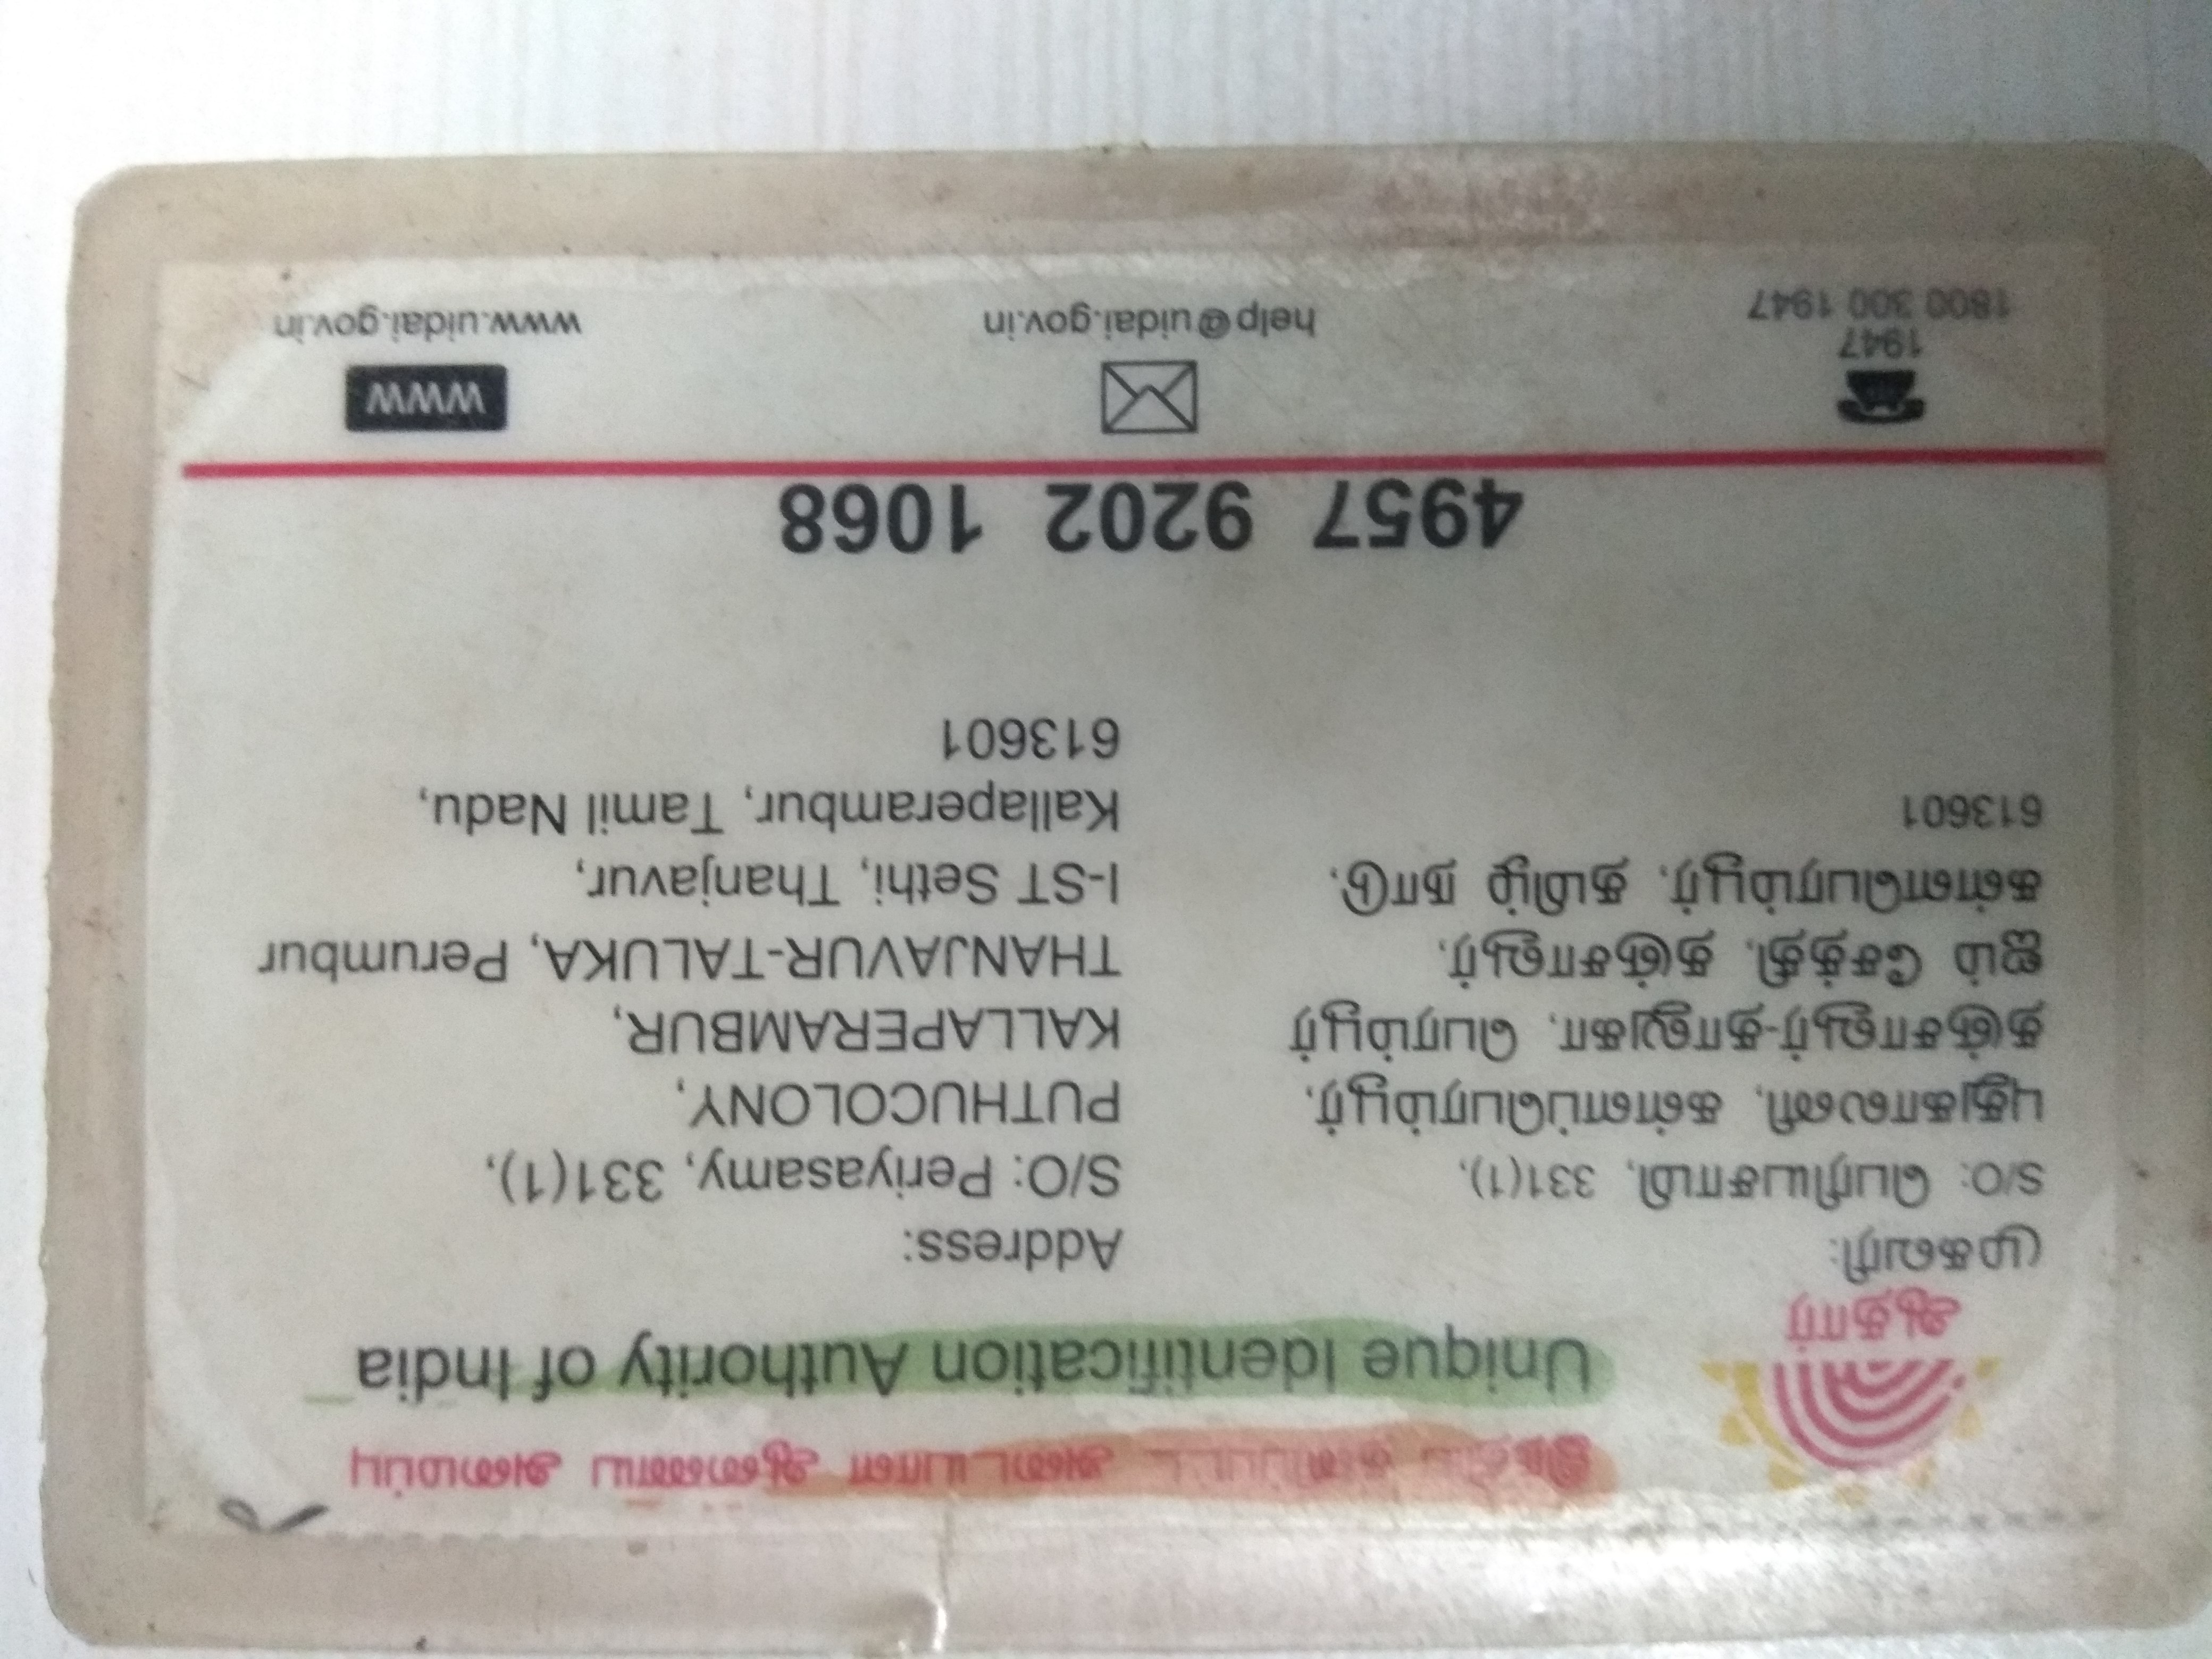 இந்திய தனிப்பட்ட அடையாள ஆணைய அமைப்பு
Unique Identification Authority of India
ஆதார்
முகவரி:
S/O: பெரியசாமி, 331(1),
புதுகாலணி, கள்ளப்பெரம்பூர்,
தஞ்சாவூர்-தாலுகா, பெரம்பூர்
ஐம் சேத்தி, தஞ்சாவூர்,
கள்ளபெரம்பூர், தமிழ் நாடு,
613601
Address:
S/O: Periyasamy, 331(1),
PUTHUCOLONY,
KALLAPERAMBUR,
THANJAVUR-TALUKA, Perumbur
I-ST Sethi, Thanjavur,
Kallaperambur, Tamil Nadu,
613601
4957 9202 1068
1947
1800 300 1947
help@uidai.gov.in
WWW
www.uidai.gov.in